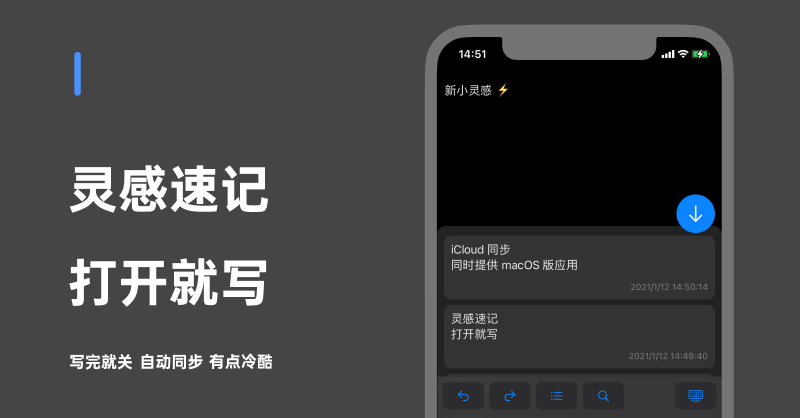 灵感速记
打开就写
写完就关 自动同步 有点冷酷
14:51
新小灵感 ⚡
iCloud 同步
同时提供 macOS 版应用
2021/1/12 14:50:14
灵感速记
打开就写
2021/1/12 14:49:40